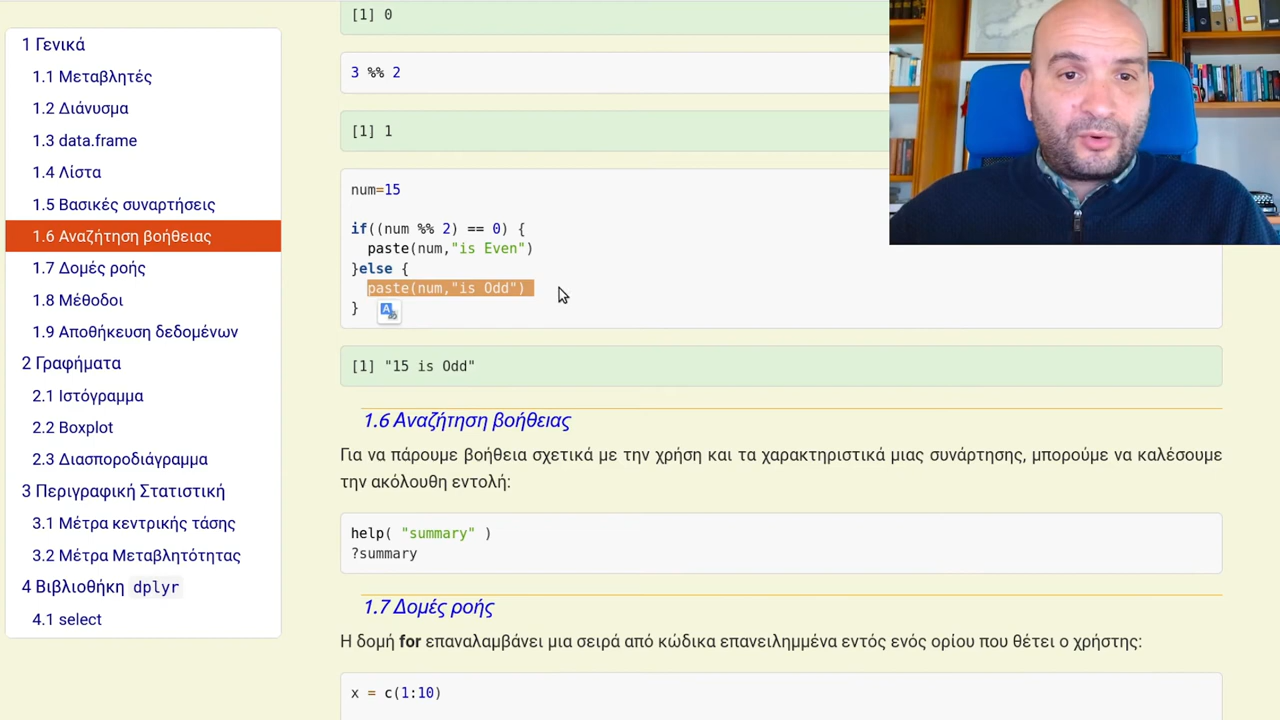 1 Γενικά
1.1 Μεταβλητές
1.2 Διάνυσμα
1.3 data.frame
1.4 Λίστα
1.5 Βασικές συναρτήσεις
1.6 Αναζήτηση βοήθειας
1.7 Δομές ροής
1.8 Μέθοδοι
1.9 Αποθήκευση δεδομένων
2 Γραφήματα
2.1 Ιστόγραμμα
2.2 Boxplot
2.3 Διασποροδιάγραμμα
3 Περιγραφική Στατιστική
3.1 Μέτρα κεντρικής τάσης
3.2 Μέτρα Μεταβλητότητας
4 Βιβλιοθήκη dplyr
4.1 select
[1] 0
3 %% 2
[1] 1
num=15
if((num %% 2) == 0) {
paste(num,"is Even")
}else {
paste(num,"is Odd")
}
[1] "15 is Odd"
1.6 Αναζήτηση βοήθειας
Για να πάρουμε βοήθεια σχετικά με την χρήση και τα χαρακτηριστικά μιας συνάρτησης, μπορούμε να καλέσουμε
την ακόλουθη εντολή:
help( "summary" )
?summary
1.7 Δομές ροής
Η δομή for επαναλαμβάνει μια σειρά από κώδικα επανειλημμένα εντός ενός ορίου που θέτει ο χρήστης:
x = c(1:10)